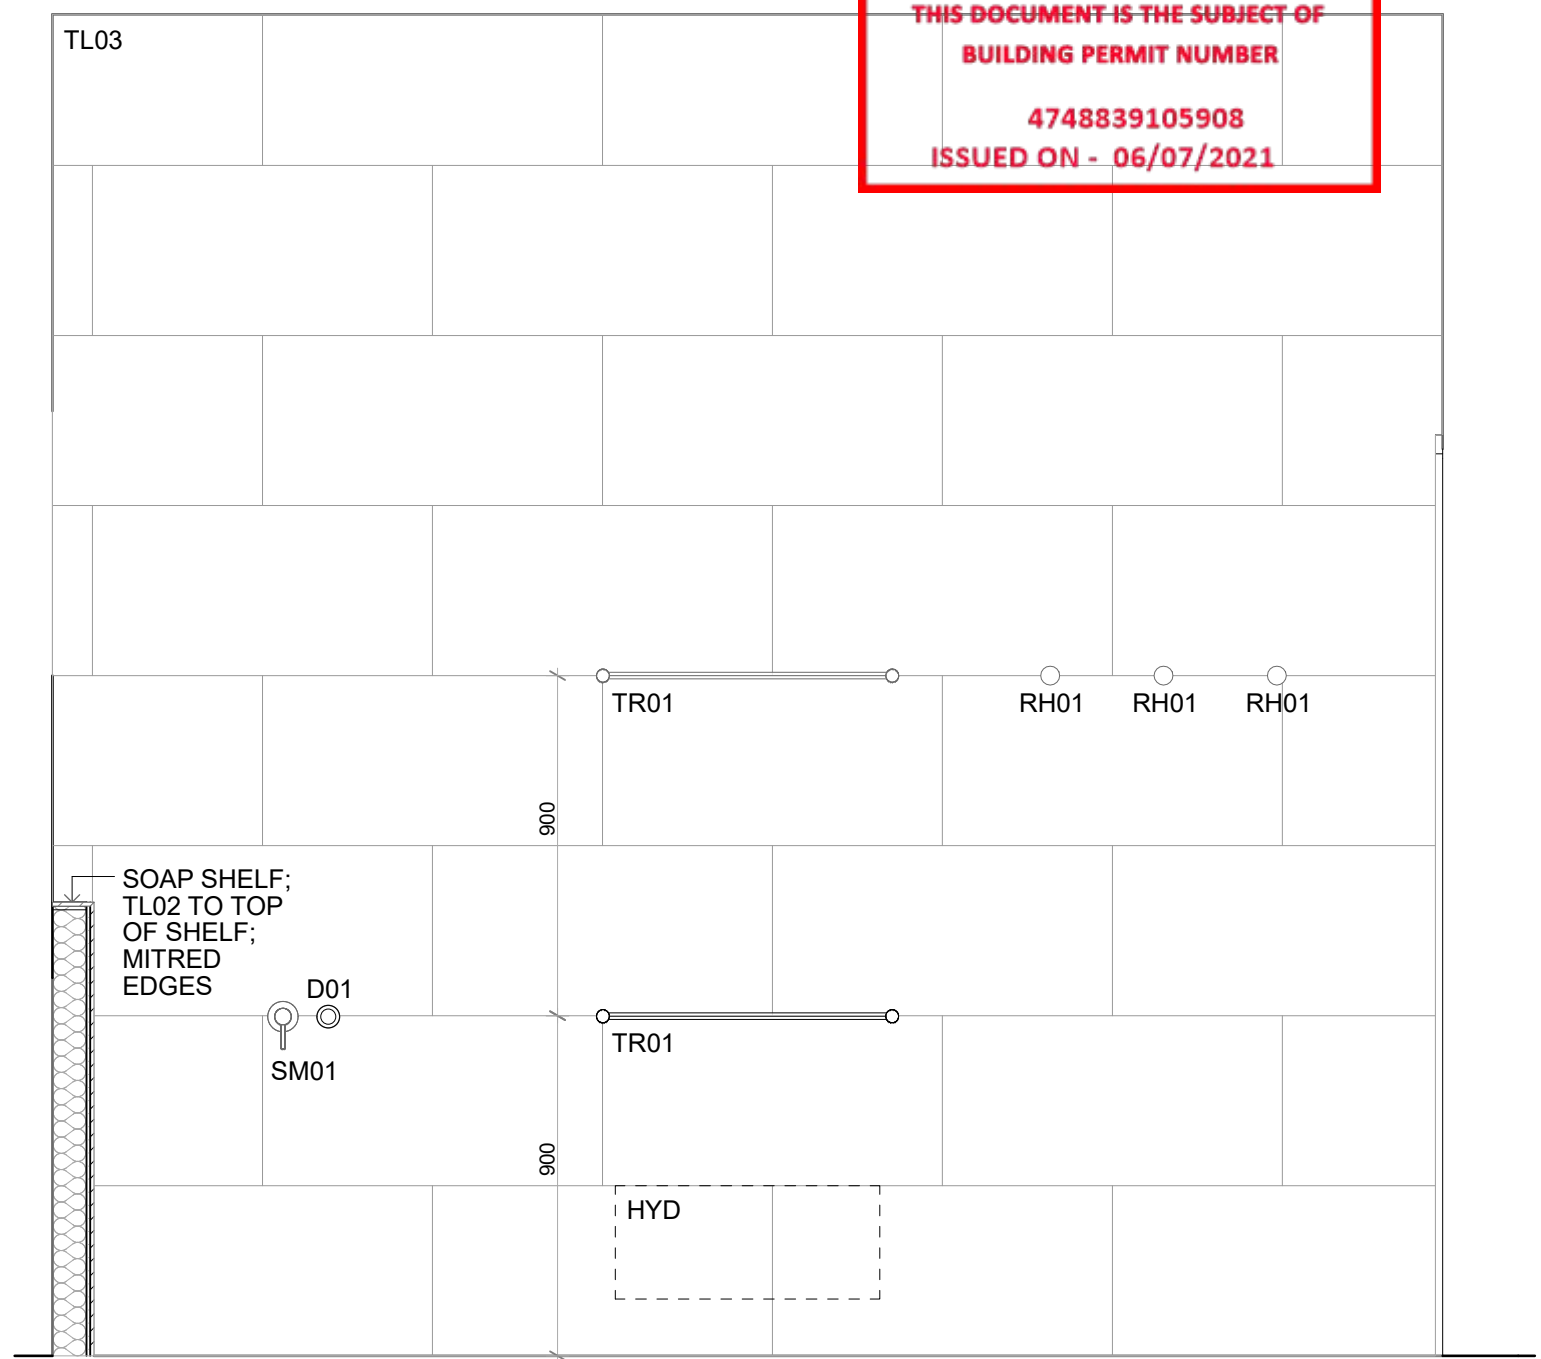 THIS DOCUMENT IS THE SUBJECT OF
BUILDING PERMIT NUMBER
4748839105908
ISSUED ON - 06/07/2021
TL03
TR01
RH01
RH01
RH01
900
SOAP SHELF;
TL02 TO TOP
OF SHELF;
MITRED
EDGES
D01
SM01
TR01
900
HYD